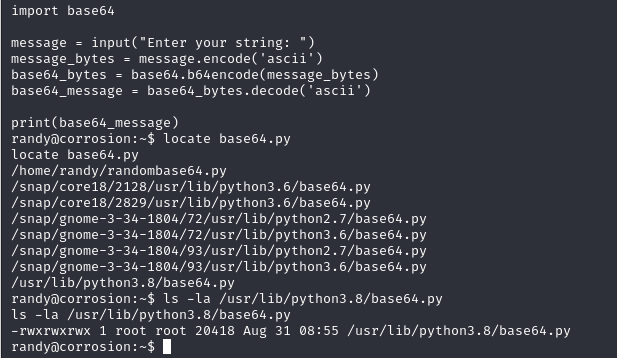 import base64
message = input("Enter your string: ")
message_bytes = message.encode('ascii')
base64_bytes = base64.b64encode(message_bytes)
base64_message = base64_bytes.decode('ascii')
print(base64_message)
randy@corrosion:~$ locate base64.py
locate base64.py
/home/randy/randombase64.py
/snap/core18/2128/usr/lib/python3.6/base64.py
/snap/core18/2829/usr/lib/python3.6/base64.py
/snap/gnome-3-34-1804/72/usr/lib/python2.7/base64.py
/snap/gnome-3-34-1804/72/usr/lib/python3.6/base64.py
/snap/gnome-3-34-1804/93/usr/lib/python2.7/base64.py
/snap/gnome-3-34-1804/93/usr/lib/python3.6/base64.py
/usr/lib/python3.8/base64.py
randy@corrosion:~$ ls -la /usr/lib/python3.8/base64.py
ls -la /usr/lib/python3.8/base64.py
-rwxrwxrwx 1 root root 20418 Aug 31 08:55 /usr/lib/python3.8/base64.py
randy@corrosion:~$